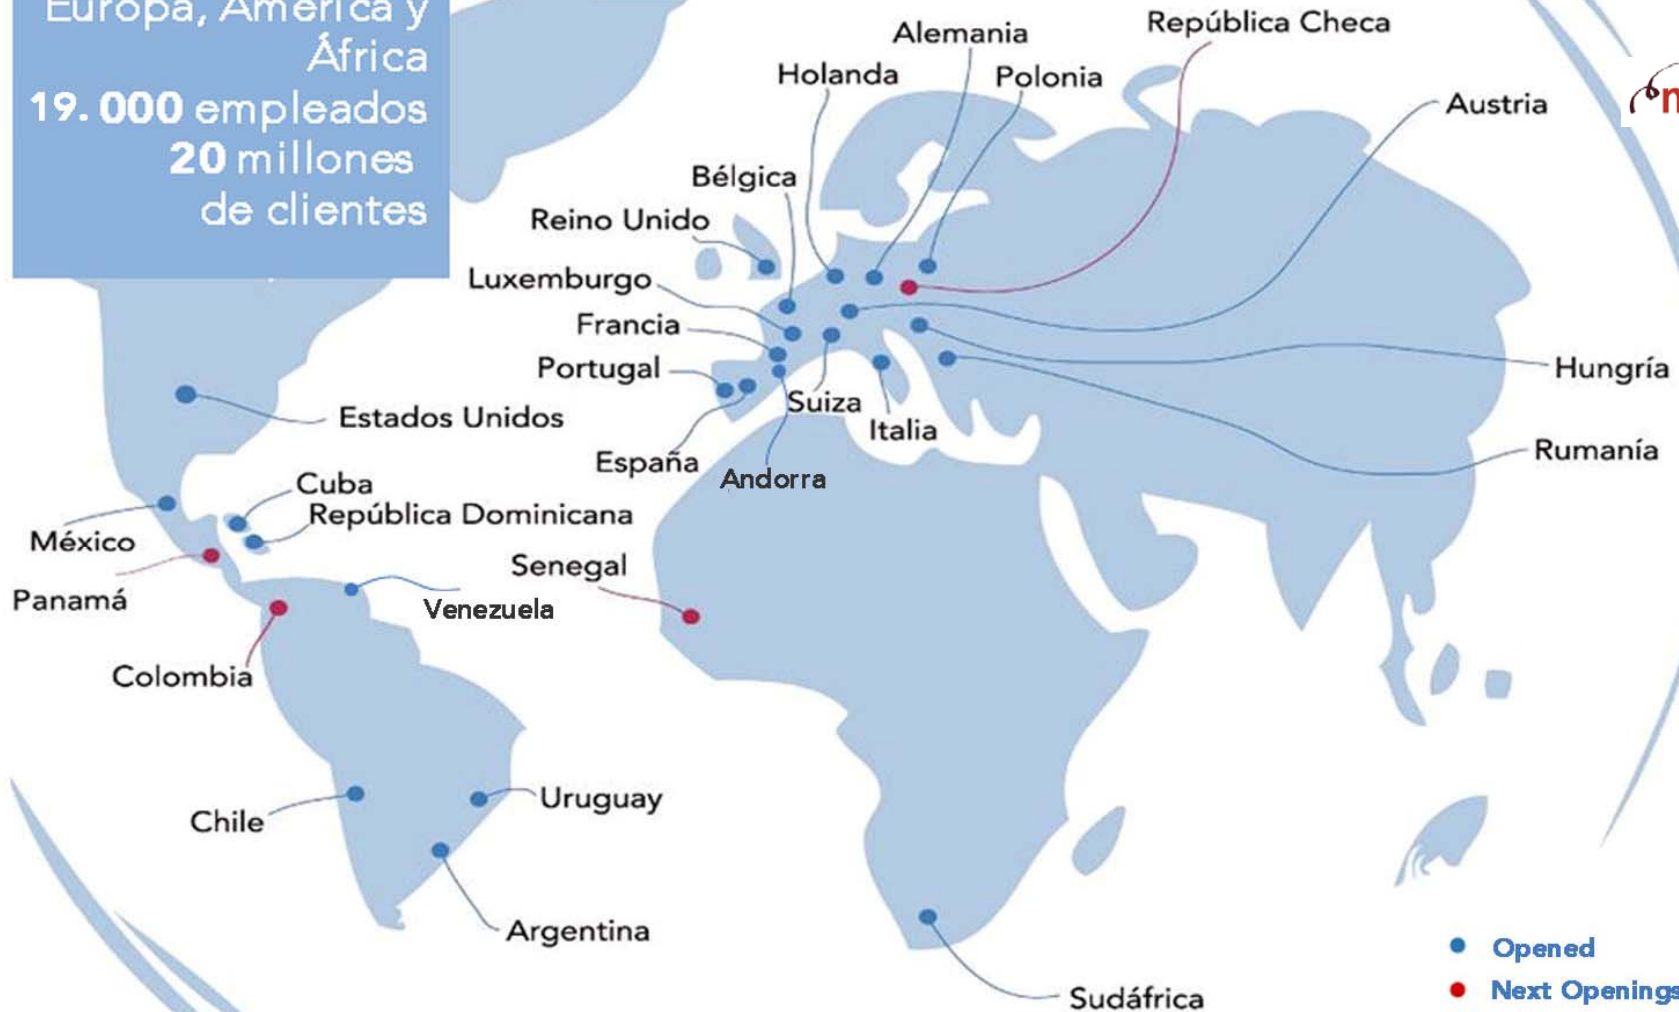 Europa, América y
África
19.000 empleados
20 millones
de clientes
República Checa
Alemania
Holanda
Polonia
Austria
Bélgica
Reino Unido
Luxemburgo
Francia
Portugal
Hungría
Suiza
Estados Unidos
Italia
Rumanía
España
Andorra
Cuba
República Dominicana
México
Senegal
Panamá
Venezuela
Colombia
Chile
Uruguay
Argentina
Sudáfrica
Opened
Next Openings